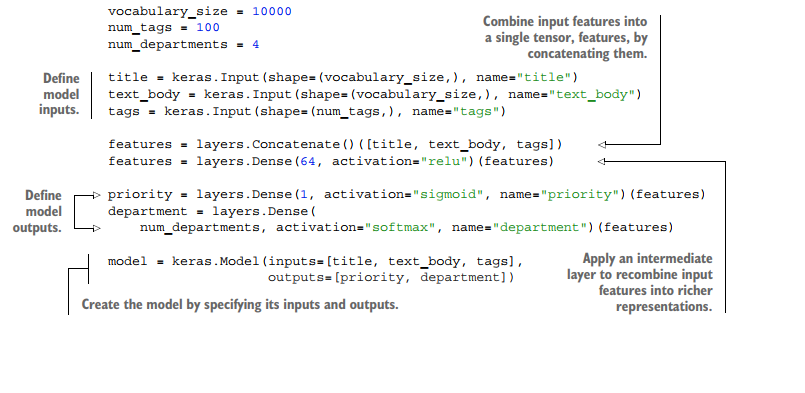 vocabulary_size = 10000
num_tags = 100
num_departments = 4
Combine input features into
a single tensor, features, by
concatenating them.
Define
model
inputs.
title = keras.Input(shape=(vocabulary_size,), name="title")
text_body = keras.Input(shape=(vocabulary_size,), name="text_body")
tags = keras.Input(shape=(num_tags,), name="tags")
features = layers.Concatenate()([title, text_body, tags])
features = layers.Dense(64, activation="relu")(features)
Define
model
outputs.
priority = layers.Dense(1, activation="sigmoid", name="priority")(features)
department = layers.Dense(
num_departments, activation="softmax", name="department")(features)
model = keras.Model(inputs=[title, text_body, tags],
outputs=[priority, department])
Apply an intermediate
layer to recombine input
features into richer
representations.
Create the model by specifying its inputs and outputs.